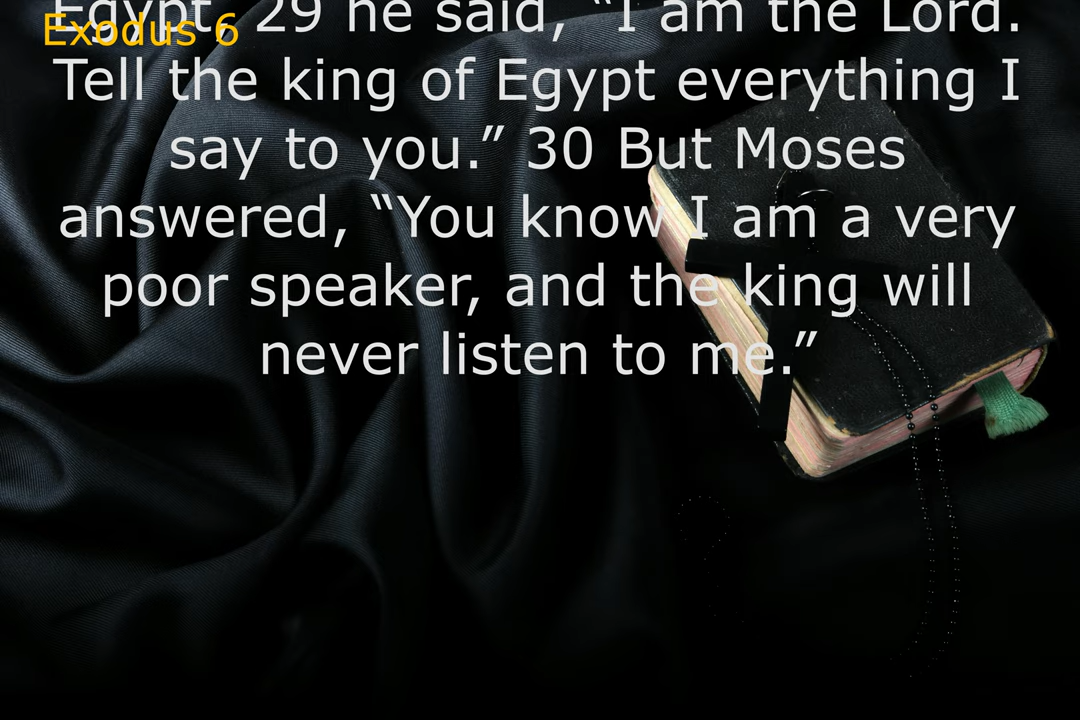 Egypt, 29 he said, “I am the Lord.
Exodus 6
Tell the king of Egypt everything I
say to you.” 30 But Moses
answered, “You know I am a very
poor speaker, and the king will
never listen to me.”